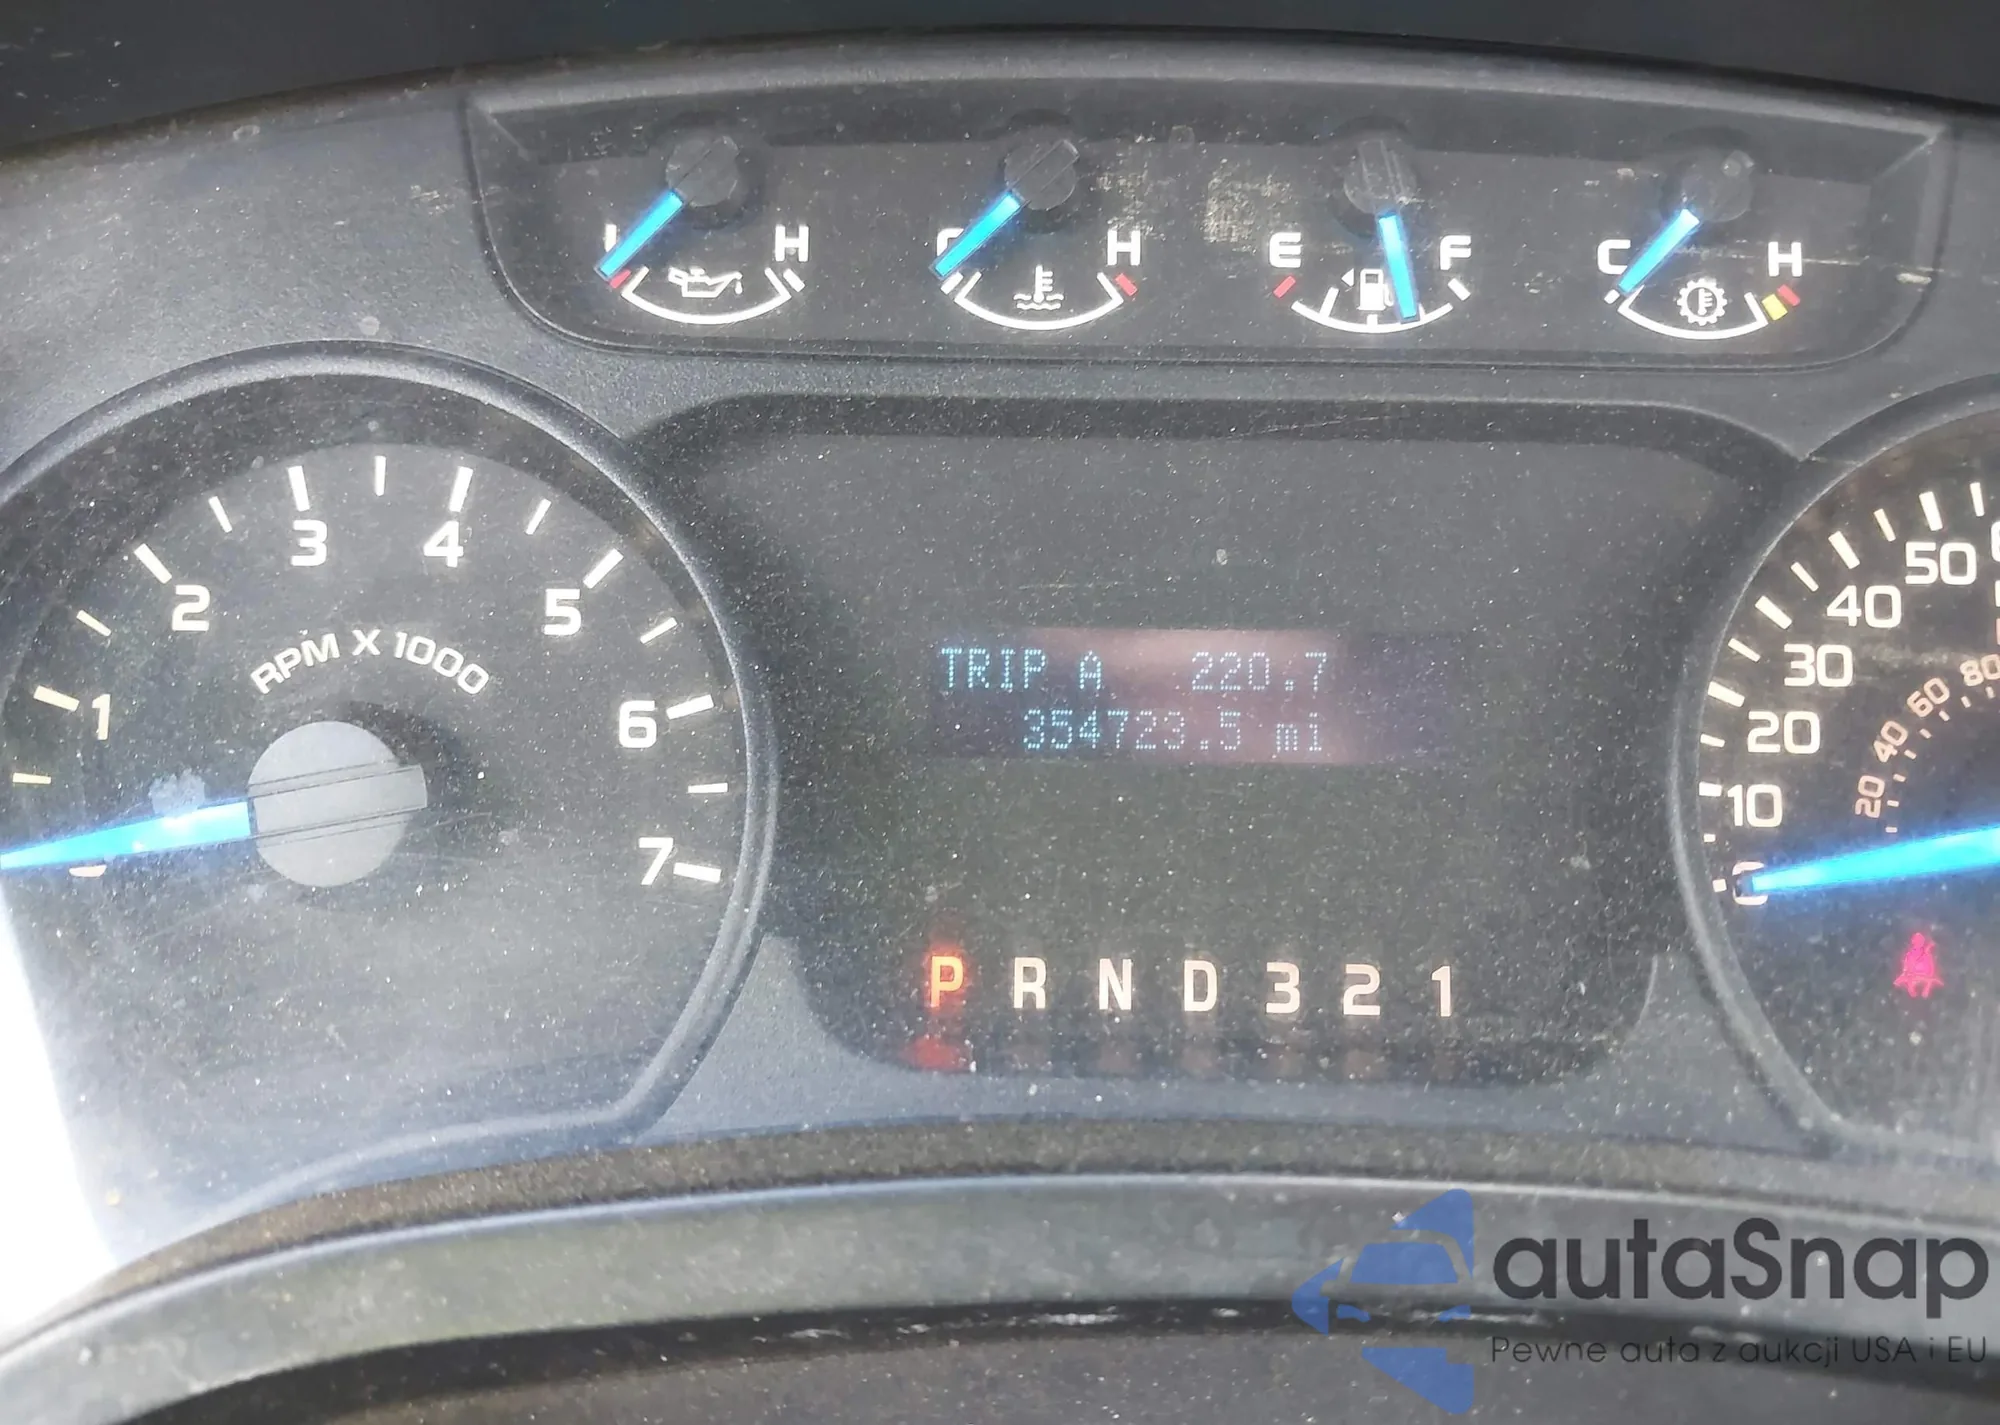 H
H
E F
C H
1 2 3 4 5 6 7
RPM X 1000
TRIP A 220.7
354723.5 mi
P R N D 3 2 1
0 10 20 30 40 50
20 40 60 80
autaSnap
Pewne auta z aukcji USA i EU